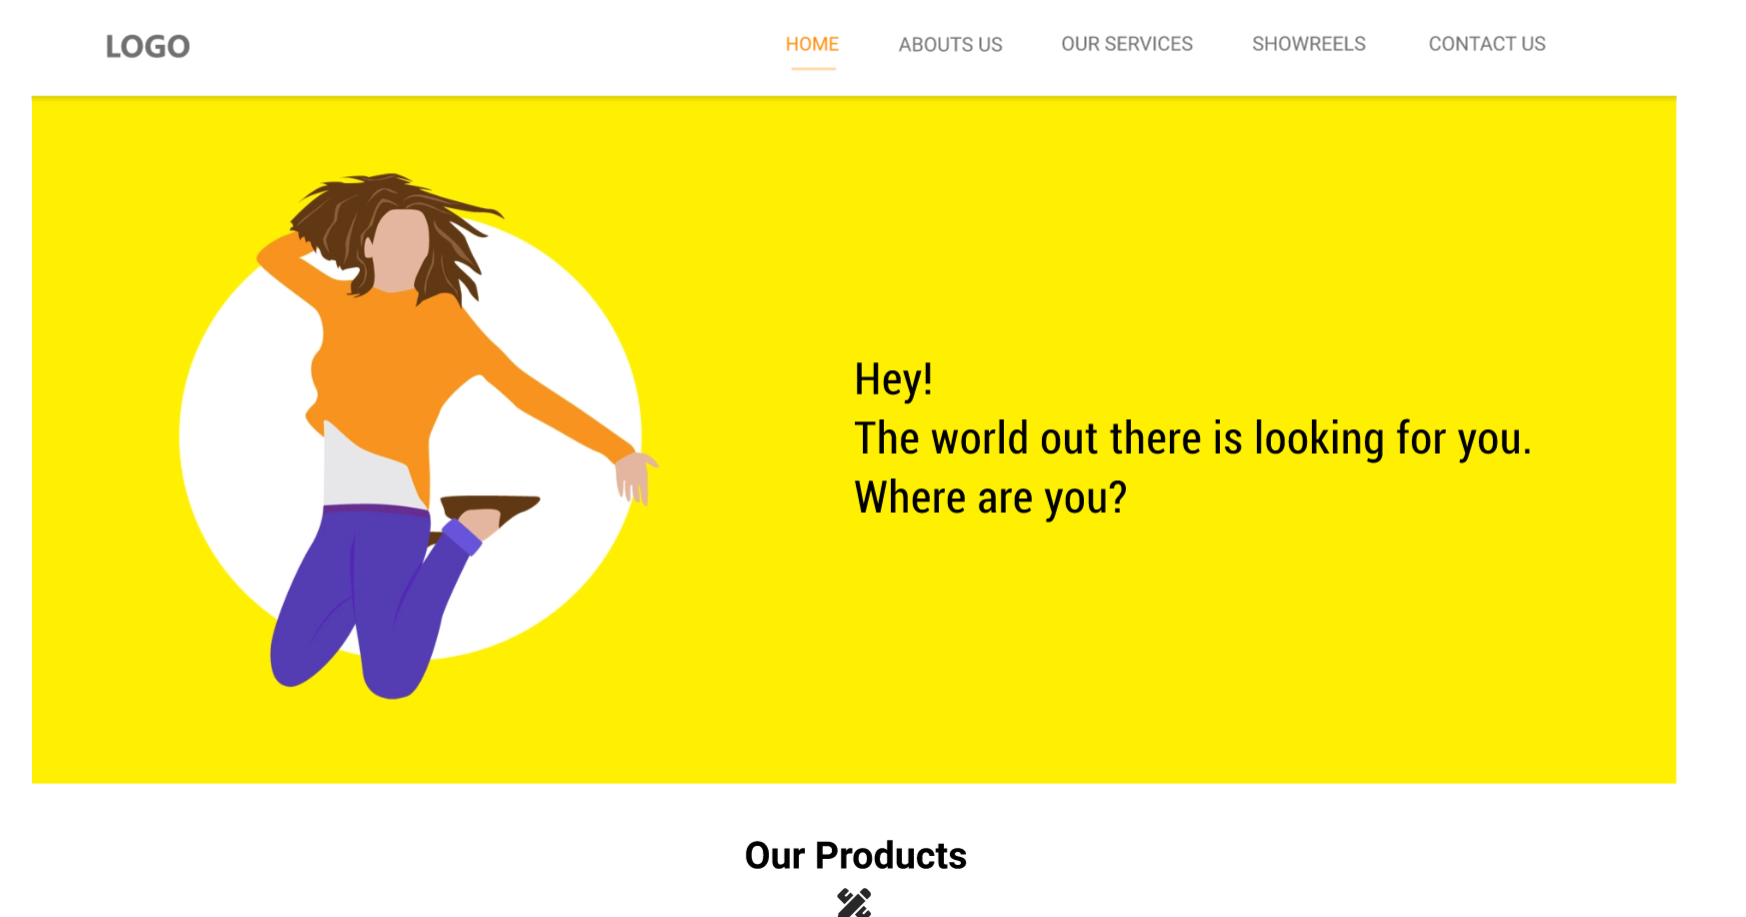 LOGO
HOME
ABOUTS US
OUR SERVICES
SHOWREELS
CONTACT US
Hey!
The world out there is looking for you.
Where are you?
Our Products